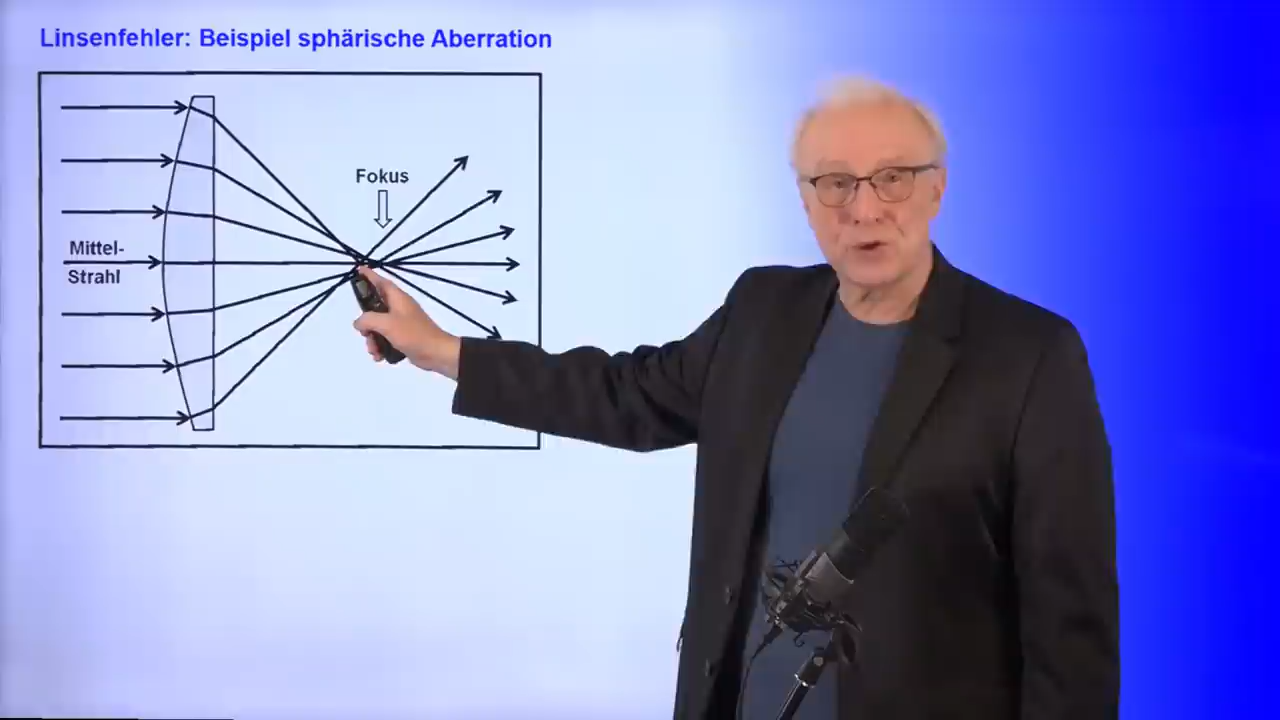 Linsenfehler: Beispiel sphärische Aberration
Fokus
Mittel-
Strahl